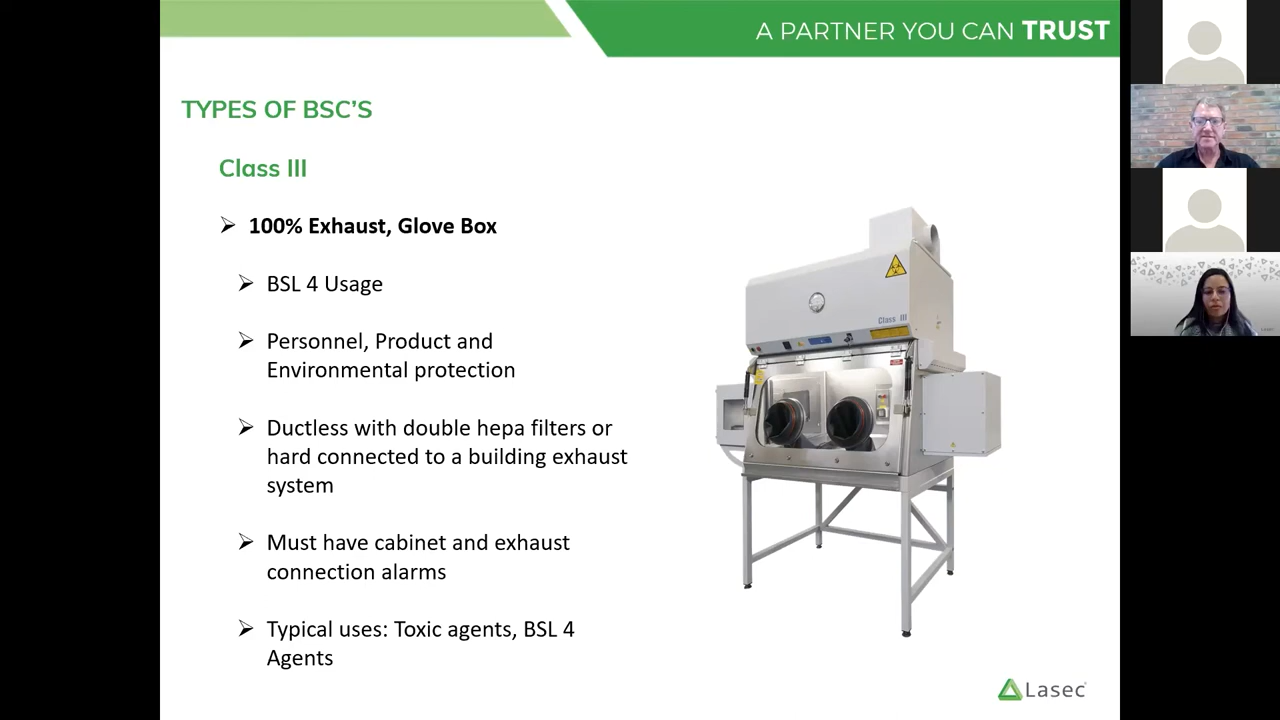 A PARTNER YOU CAN TRUST
TYPES OF BSC'S
Class III
100% Exhaust, Glove Box
BSL 4 Usage
Personnel, Product and
Environmental protection
Ductless with double hepa filters or
hard connected to a building exhaust
system
Must have cabinet and exhaust
connection alarms
Typical uses: Toxic agents, BSL 4
Agents
Class III
Lasec
LASEC